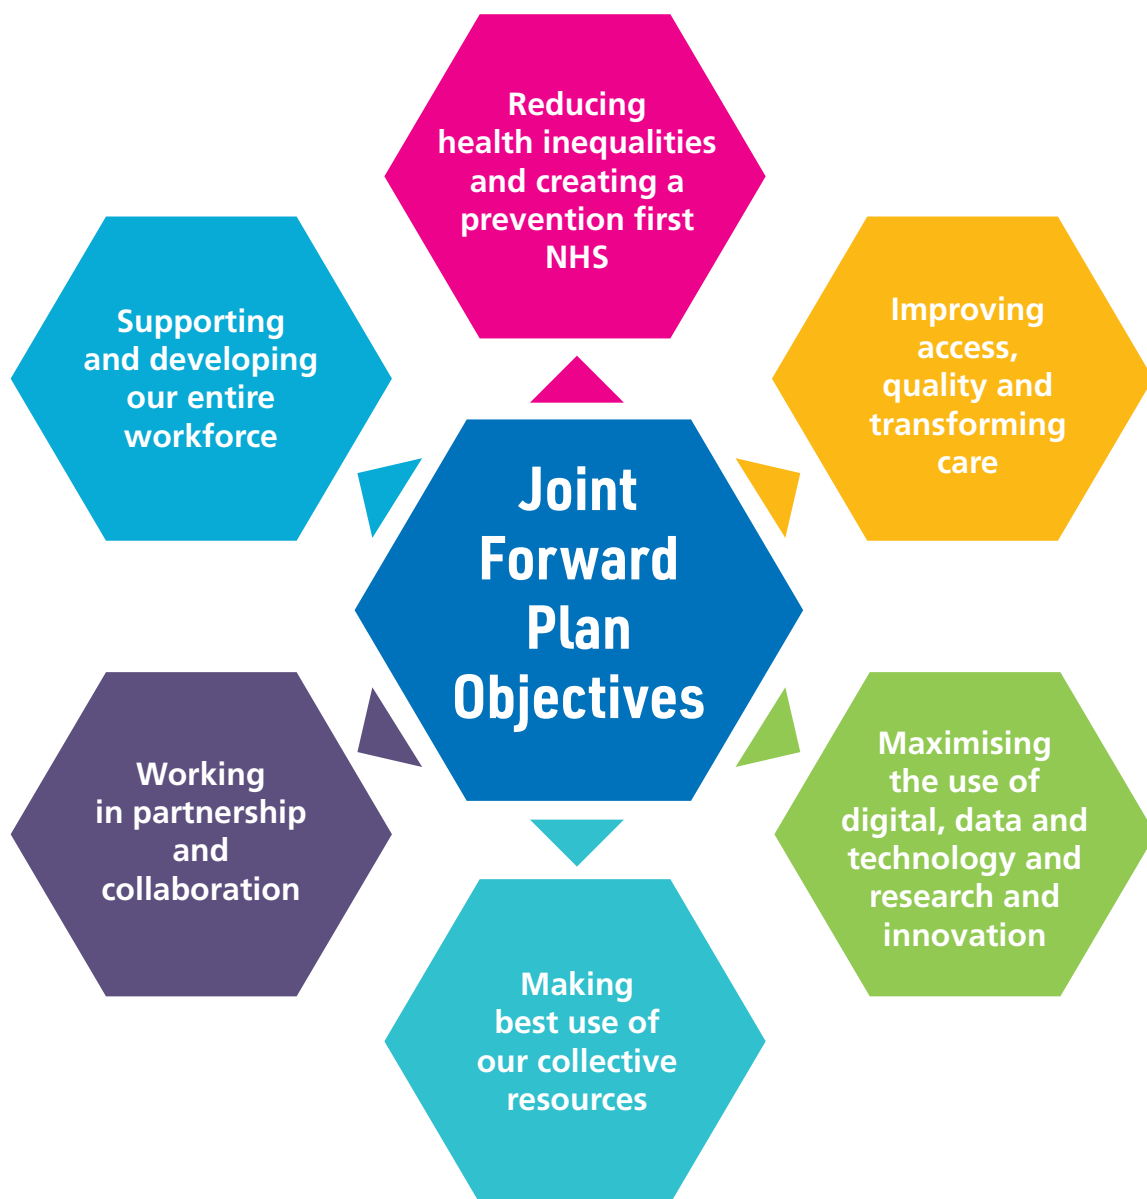 Reducing
health inequalities
and creating a
prevention first
NHS
Supporting
and developing
our entire
workforce
Improving
access,
quality and
transforming
care
Joint
Forward
Plan
Objectives
Working
in partnership
and
collaboration
Maximising
the use of
digital, data and
technology and
research and
innovation
Making
best use of
our collective
resources